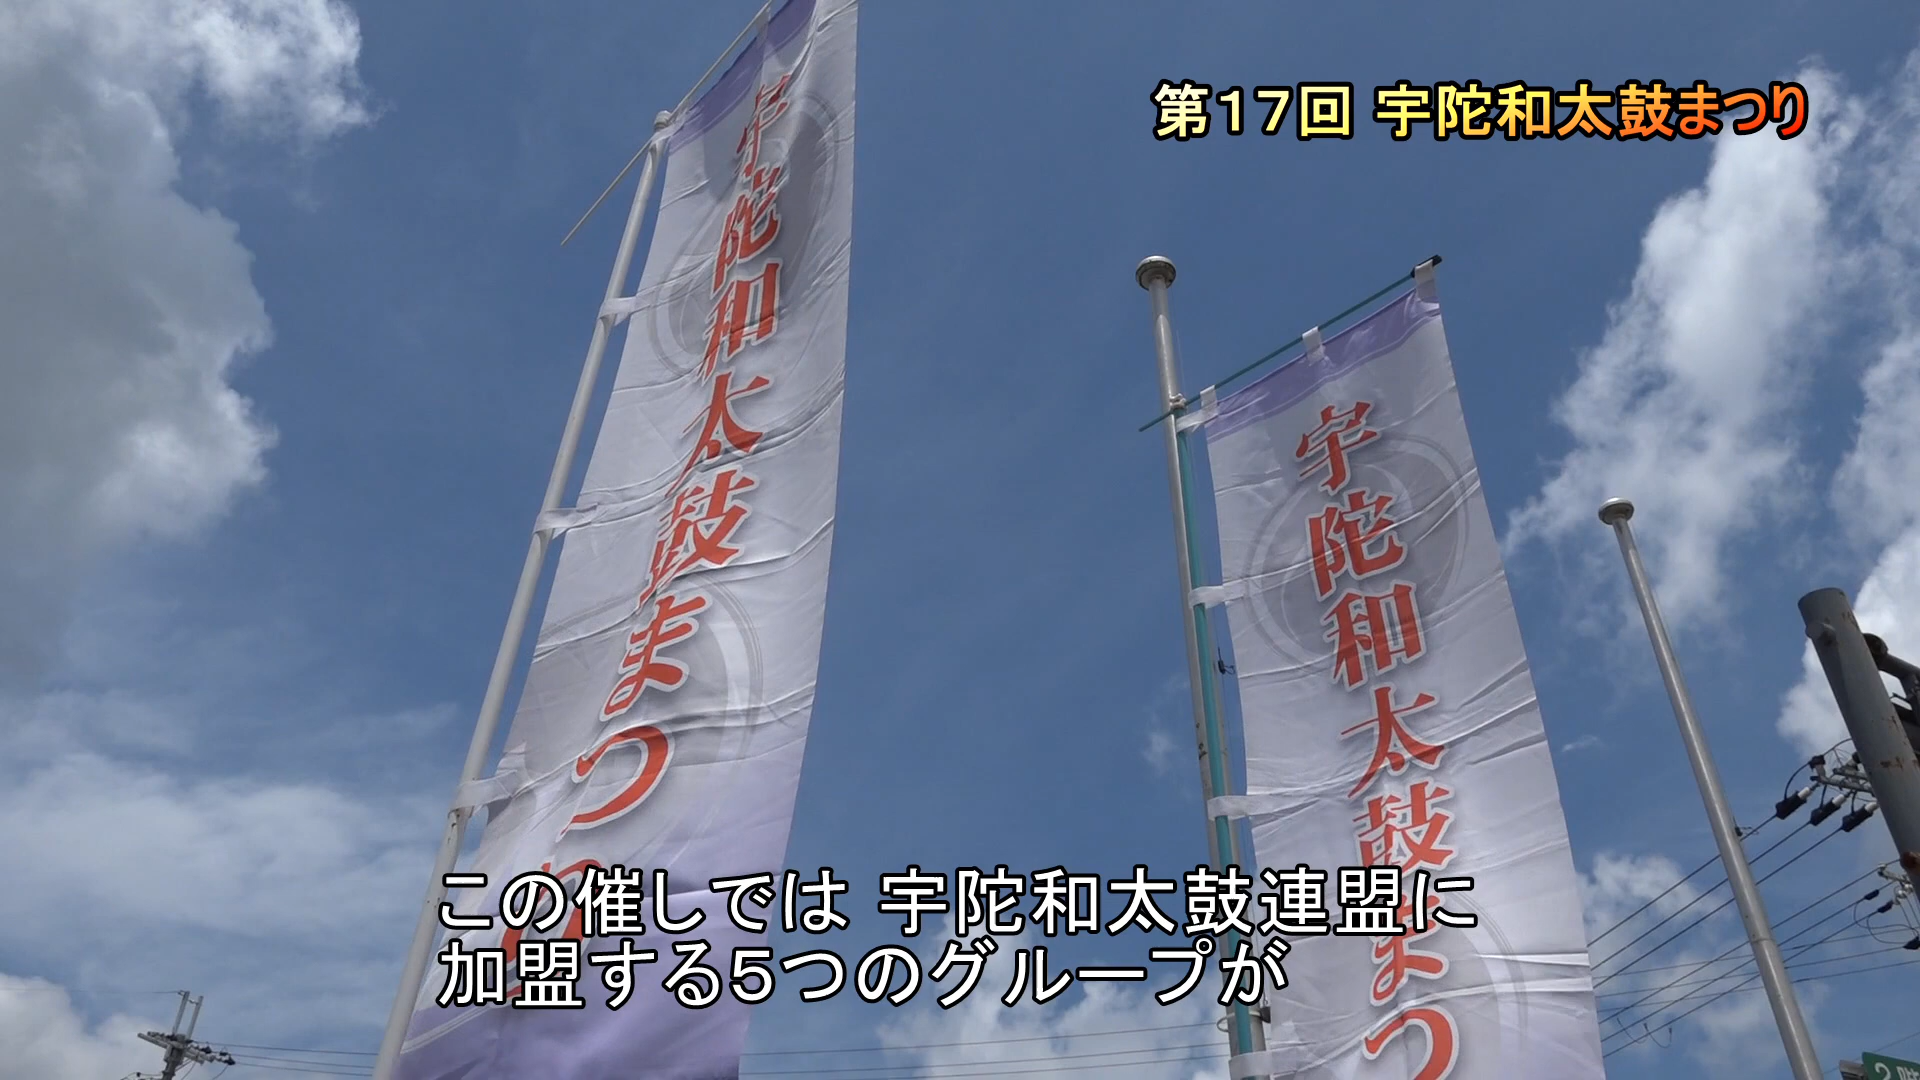 第17回 宇陀和太鼓まつり
宇陀和太鼓まつり
宇陀和太鼓まつ
この催しでは 宇陀和太鼓連盟に
加盟する5つのグループが